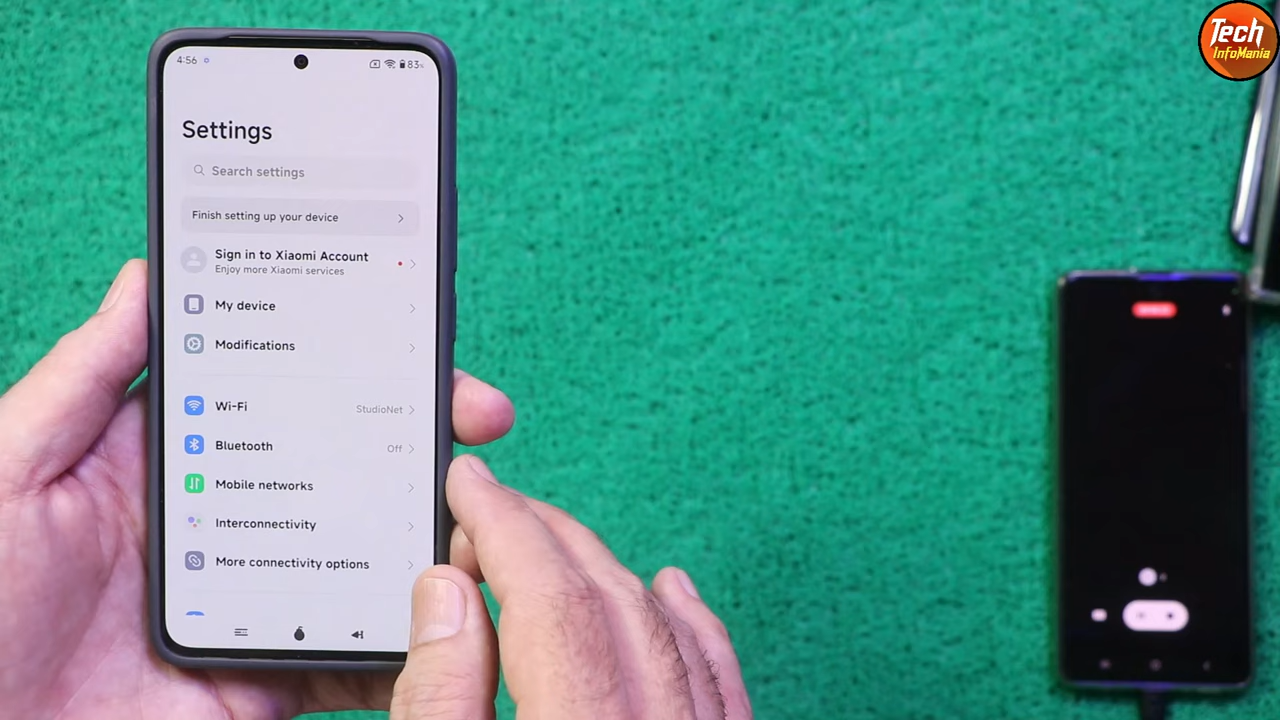 Tech
InfoMania
4:56
83%
Settings
Search settings
Finish setting up your device
Sign in to Xiaomi Account
Enjoy more Xiaomi services
My device
Modifications
Wi-Fi
StudioNet
Bluetooth
Off
Mobile networks
Interconnectivity
More connectivity options